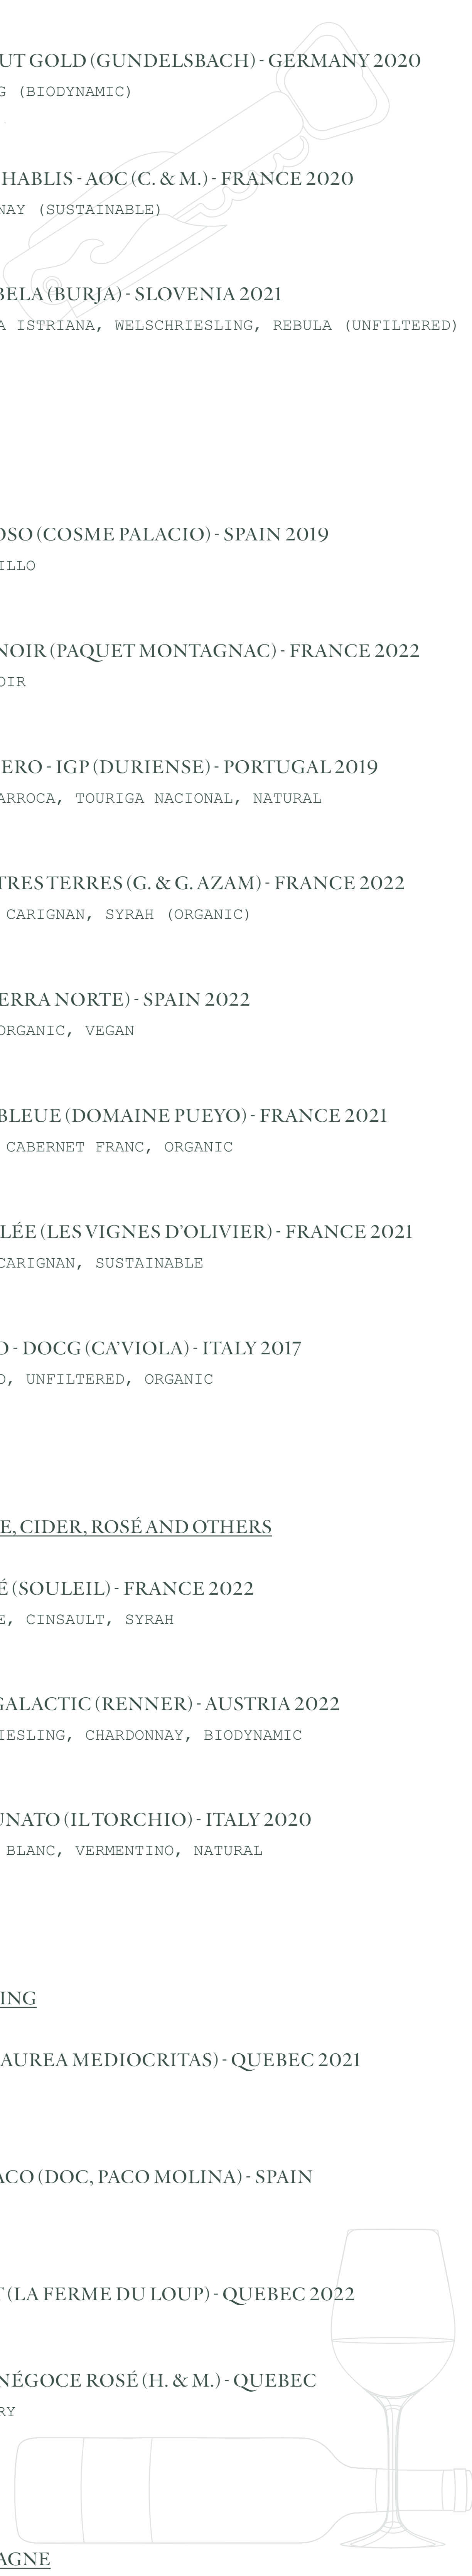 UT GOLD (GUNDELSBACH) - GERMANY 2020
G (BIODYNAMIC)
HABLIS - AOC (C. & M.) - FRANCE 2020
NAY (SUSTAINABLE)
BELA (BURJA) - SLOVENIA 2021
A ISTRIANA, WELSCHRIESLING, REBULA (UNFILTERED)
OSO (COSME PALACIO) - SPAIN 2019
ILLO
NOIR (PAQUET MONTAGNAC) - FRANCE 2022
OIR
ERO - IGP (DURIENSE) - PORTUGAL 2019
ARROCA, TOURIGA NACIONAL, NATURAL
TRES TERRES (G. & G. AZAM) - FRANCE 2022
CARIGNAN, SYRAH (ORGANIC)
ERRA NORTE) - SPAIN 2022
ORGANIC, VEGAN
BLEUE (DOMAINE PUEYO) - FRANCE 2021
CABERNET FRANC, ORGANIC
LÉE (LES VIGNES D'OLIVIER) - FRANCE 2021
CARIGNAN, SUSTAINABLE
O - DOCG (CA'VIOLA) - ITALY 2017
O, UNFILTERED, ORGANIC
E, CIDER, ROSÉ AND OTHERS
É (SOULEIL) - FRANCE 2022
E, CINSAULT, SYRAH
GALACTIC (RENNER) - AUSTRIA 2022
IESLING, CHARDONNAY, BIODYNAMIC
UNATO (IL TORCHIO) - ITALY 2020
BLANC, VERMENTINO, NATURAL
ING
AUREA MEDIOCRITAS) - QUEBEC 2021
ACO (DOC, PACO MOLINA) - SPAIN
T (LA FERME DU LOUP) - QUEBEC 2022
NÉGOCE ROSÉ (H. & M.) - QUEBEC
RY
AGNE